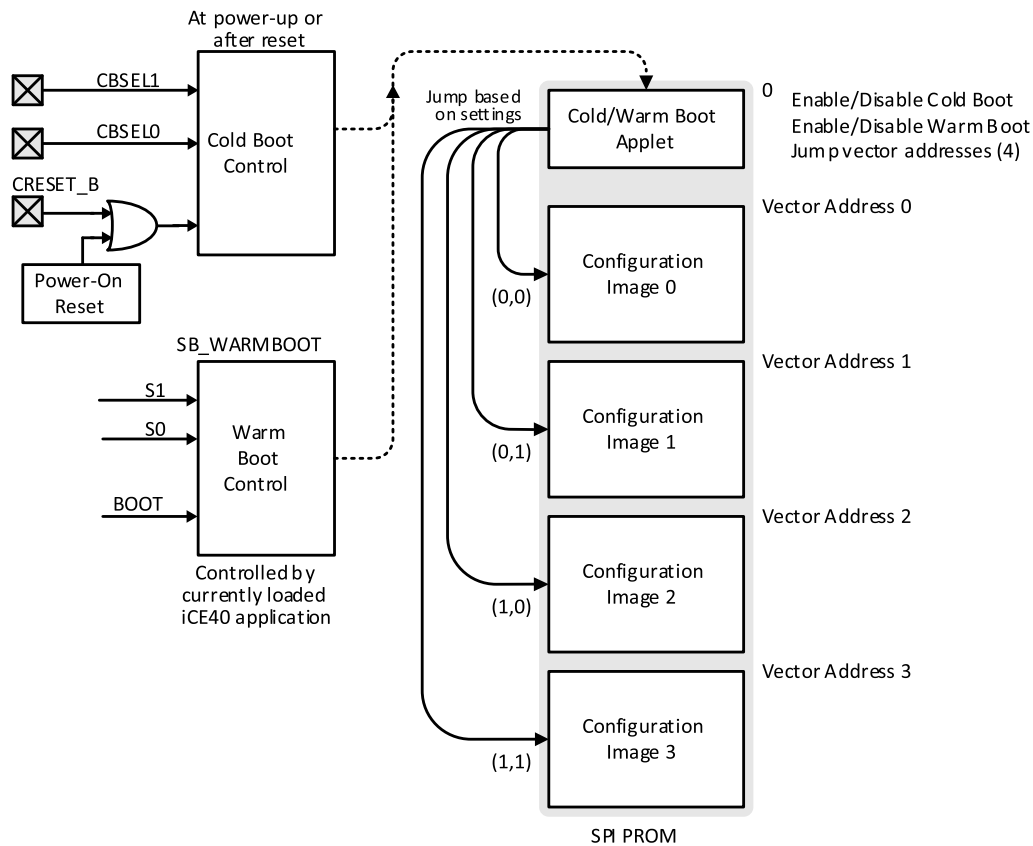 At power-up or
after reset
CBSEL1
CBSEL0
CRESET_B
Cold Boot
Control
Power-On
Reset
SB_WARMBOOT
S1
S0
BOOT
Warm
Boot
Control
Controlled by
currently loaded
iCE40 application
Jump based
on settings
Cold/Warm Boot
Applet
0
Enable/Disable Cold Boot
Enable/Disable Warm Boot
Jump vector addresses (4)
Vector Address 0
Configuration
Image 0
(0,0)
Vector Address 1
Configuration
Image 1
(0,1)
Vector Address 2
Configuration
Image 2
(1,0)
Vector Address 3
Configuration
Image 3
(1,1)
SPI PROM